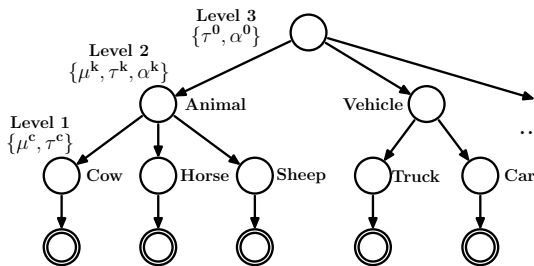 Level 3
{τ⁰, α⁰}
Level 2
{μᵏ, τᵏ, αᵏ}
Animal
Vehicle
...
Level 1
{μᶜ, τᶜ}
Cow
Horse
Sheep
Truck
Car